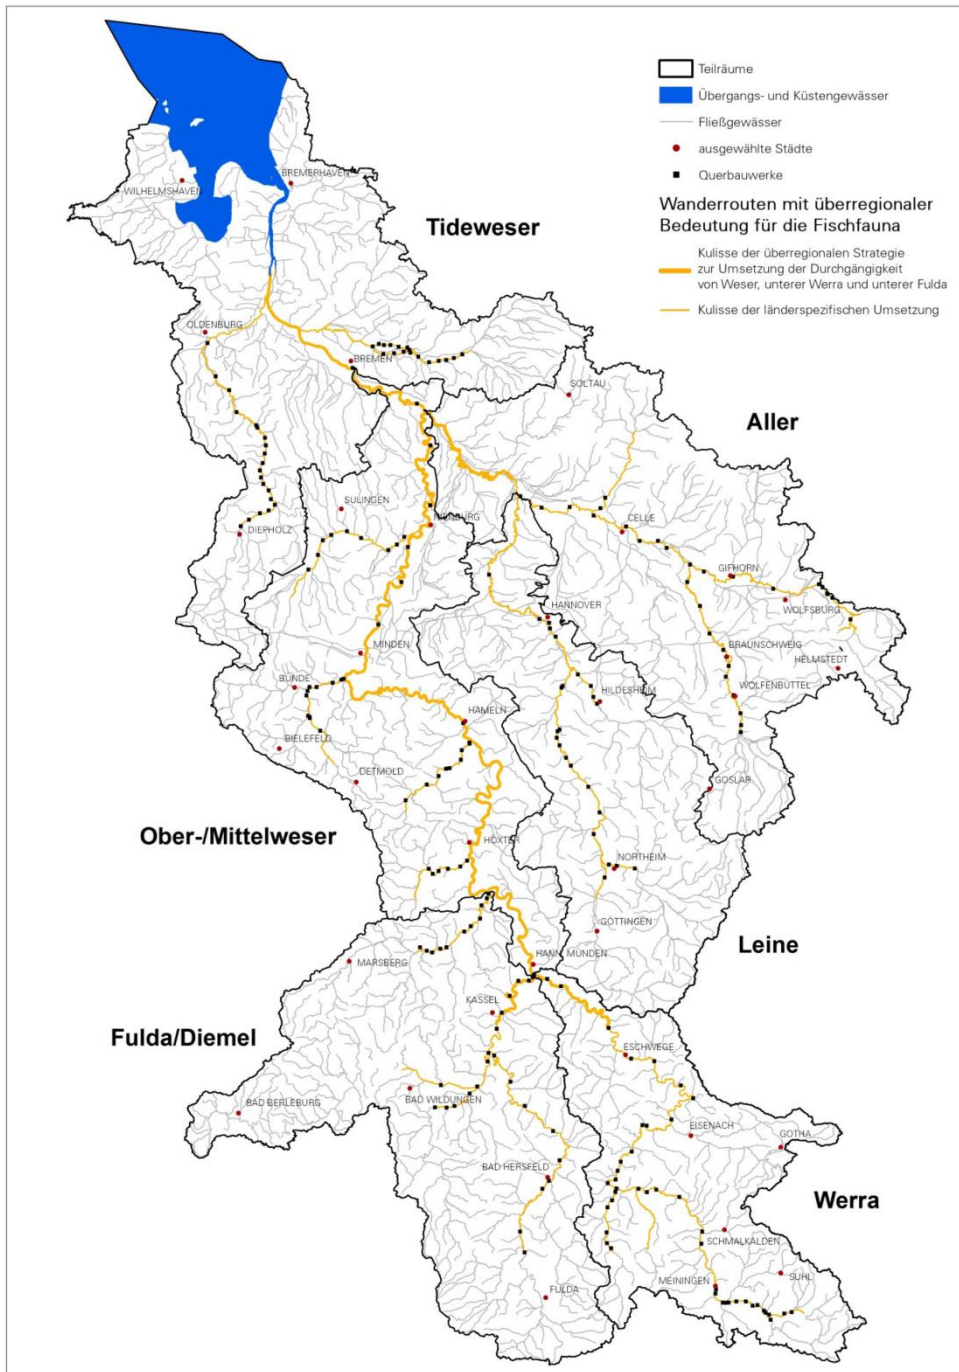 Teilräume
Übergangs- und Küstengewässer
Fließgewässer
ausgewählte Städte
Querbauwerke
Wanderrouten mit überregionaler
Bedeutung für die Fischfauna
Kulisse der überregionalen Strategie
zur Umsetzung der Durchgängigkeit
von Weser, unterer Werra und unterer Fulda
Kulisse der länderspezifischen Umsetzung
BREMERHAVEN
WILHELMSHAVEN
Tideweser
OLDENBURG
BREMEN
SOLTAU
Aller
SULINGEN
NIENBURG
CELLE
DIEPHOLZ
GIFHORN
WOLFSBURG
HANNOVER
MINDEN
BRAUNSCHWEIG
HELMSTEDT
BÜNDE
HILDESHEIM
WOLFENBÜTTEL
HAMELN
BIELEFELD
DETMOLD
GOSLAR
Ober-/Mittelweser
HÖXTER
NORTHEIM
GÖTTINGEN
Leine
MARSBERG
HANN. MÜNDEN
KASSEL
Fulda/Diemel
ESCHWEGE
BAD WILDUNGEN
BAD BERLEBURG
EISENACH
GOTHA
BAD HERSFELD
Werra
SCHMALKALDEN
MEININGEN
SUHL
FULDA